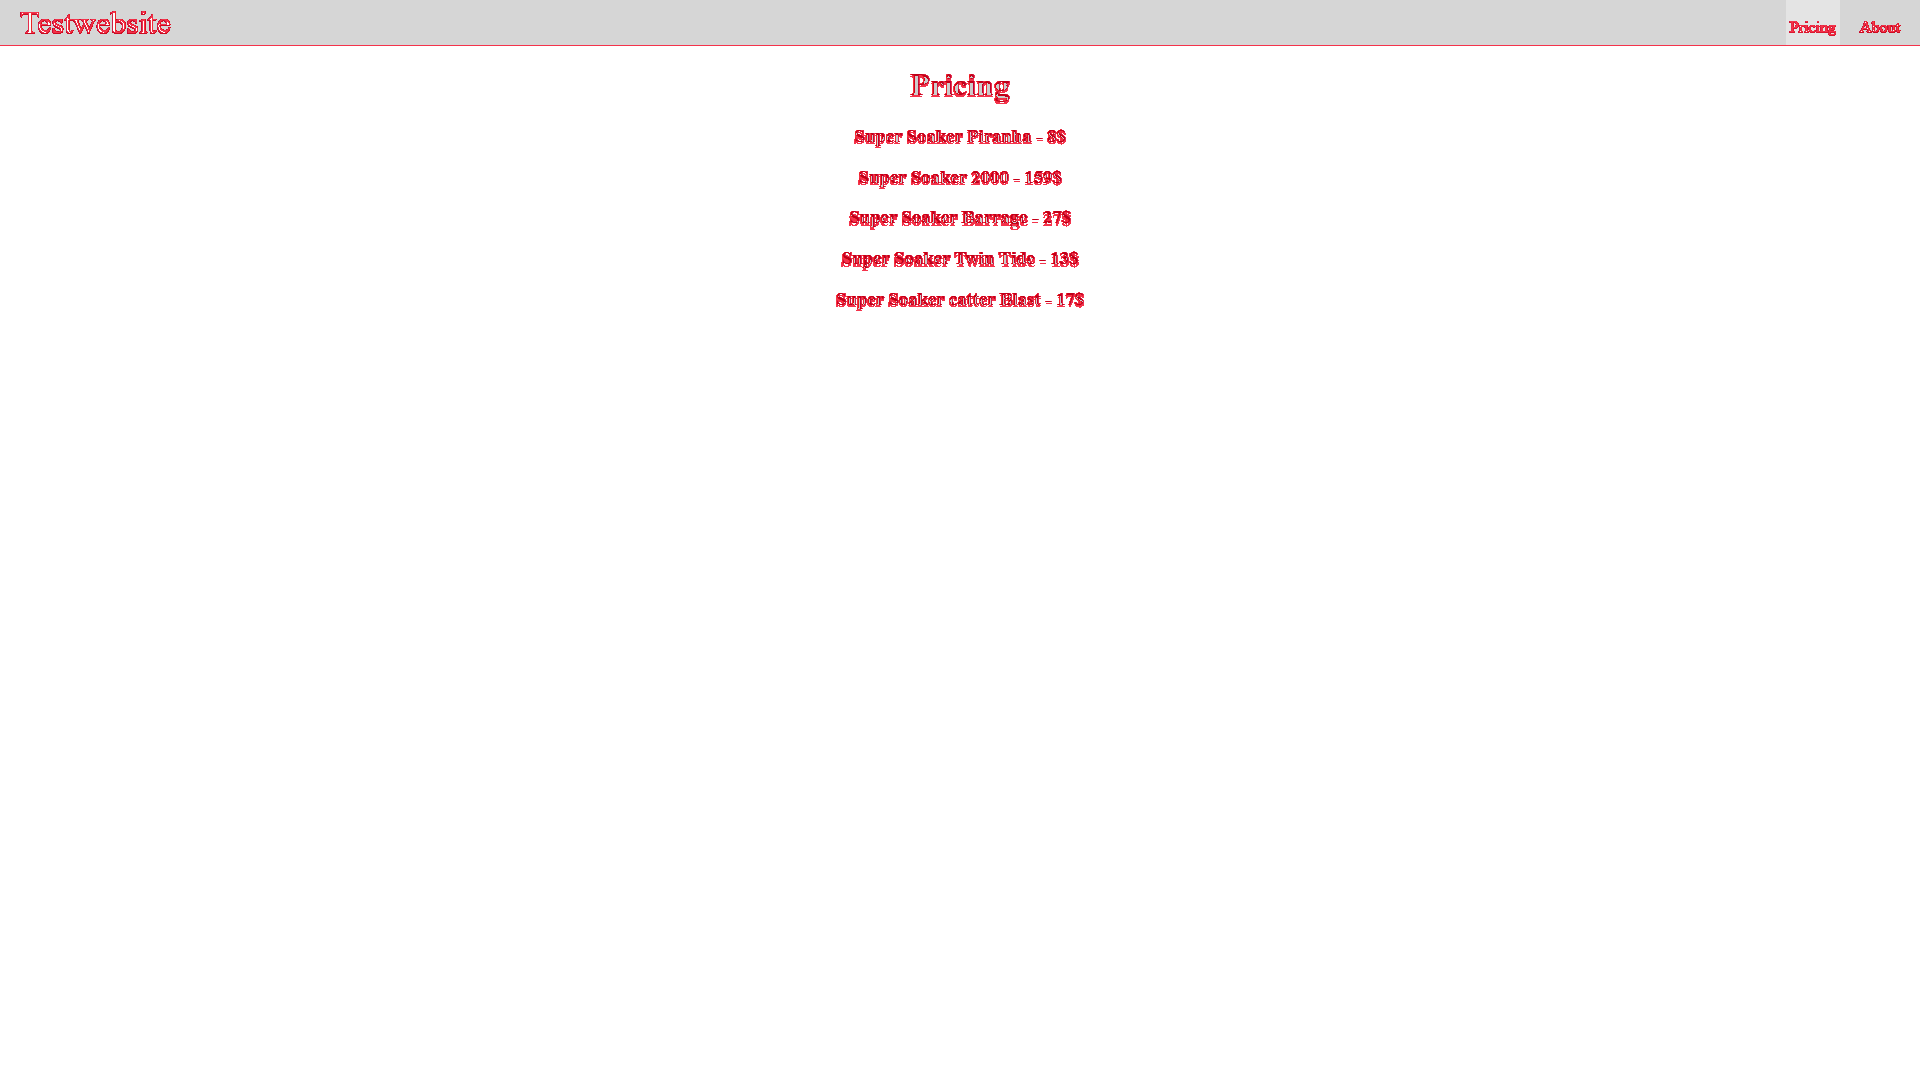 Testwebsite
Pricing
About
Pricing
Super Soaker Piranha - 8$
Super Soaker 2000 - 159$
Super Soaker Barrage - 27$
Super Soaker Twin Tide - 13$
Super Soaker catter Blast - 17$